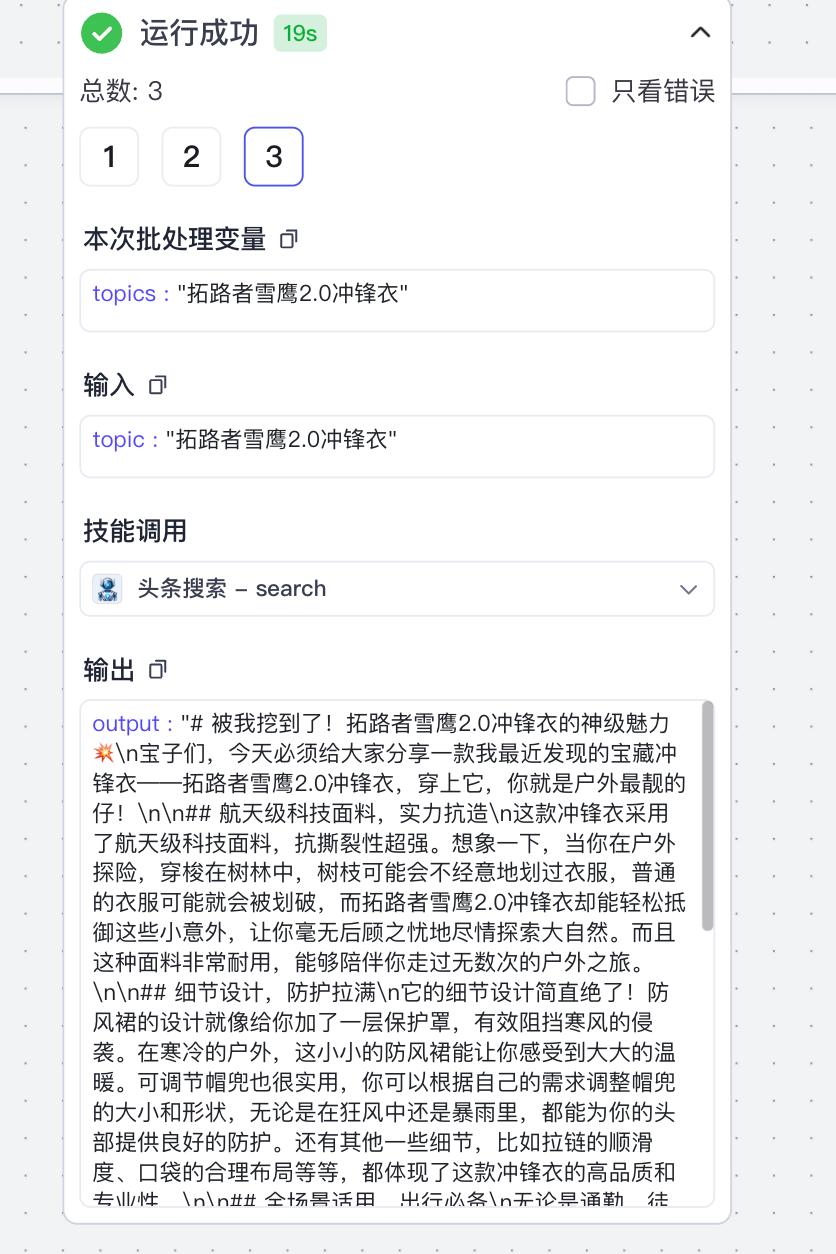 运行成功 19s
总数: 3 只看错误
1 2 3
本次批处理变量
topics : "拓路者雪鹰2.0冲锋衣"
输入
topic : "拓路者雪鹰2.0冲锋衣"
技能调用
头条搜索 – search
输出
output : "# 被我挖到了！拓路者雪鹰2.0冲锋衣的神级魅力
💥\n宝子们，今天必须给大家分享一款我最近发现的宝藏冲
锋衣——拓路者雪鹰2.0冲锋衣，穿上它，你就是户外最靓的
仔！\n\n## 航天级科技面料，实力抗造\n这款冲锋衣采用
了航天级科技面料，抗撕裂性超强。想象一下，当你在户外
探险，穿梭在树林中，树枝可能会不经意地划过衣服，普通
的衣服可能就会被划破，而拓路者雪鹰2.0冲锋衣却能轻松抵
御这些小意外，让你毫无后顾之忧地尽情探索大自然。而且
这种面料非常耐用，能够陪伴你走过无数次的户外之旅。
\n\n## 细节设计，防护拉满\n它的细节设计简直绝了！防
风裙的设计就像给你加了一层保护罩，有效阻挡寒风的侵
袭。在寒冷的户外，这小小的防风裙能让你感受到大大的温
暖。可调节帽兜也很实用，你可以根据自己的需求调整帽兜
的大小和形状，无论是在狂风中还是暴雨里，都能为你的头
部提供良好的防护。还有其他一些细节，比如拉链的顺滑
度、口袋的合理布局等等，都体现了这款冲锋衣的高品质和
专业性。\n\n## 全场景适用，出行必备\n无论是通勤、徒